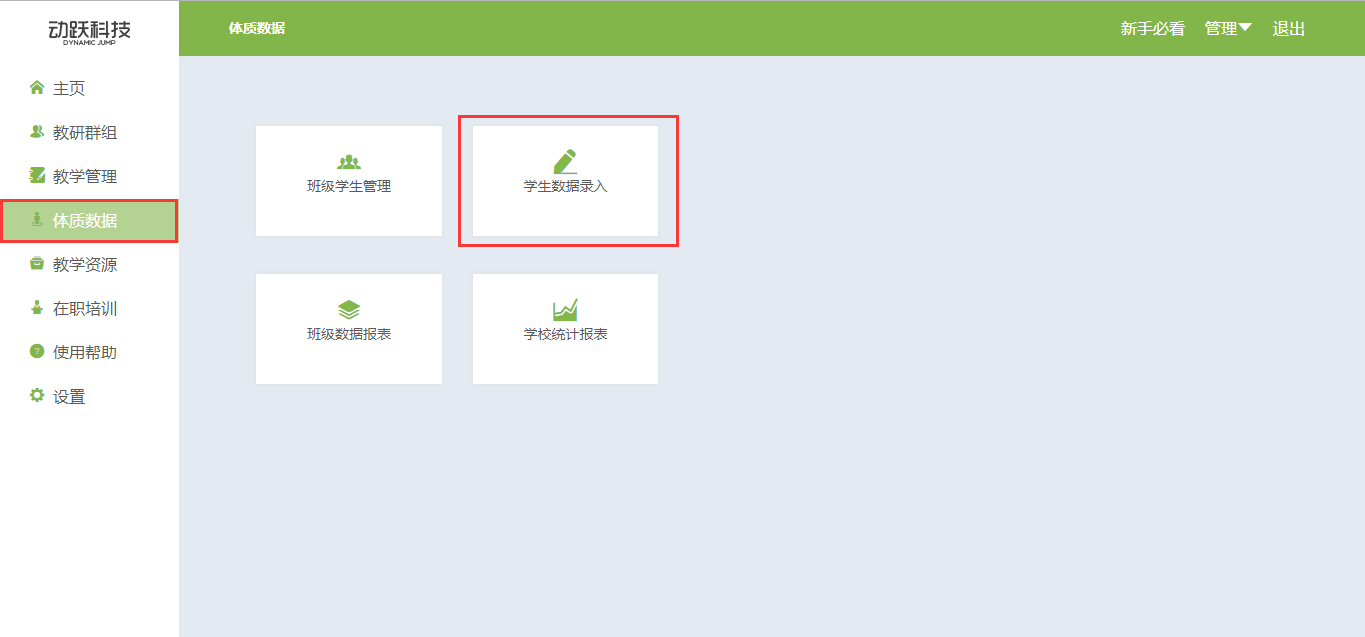 动跃科技
DYNAMIC JUMP
体质数据
新手必看 管理 退出
主页
教研群组
教学管理
体质数据
教学资源
在职培训
使用帮助
设置
班级学生管理
学生数据录入
班级数据报表
学校统计报表